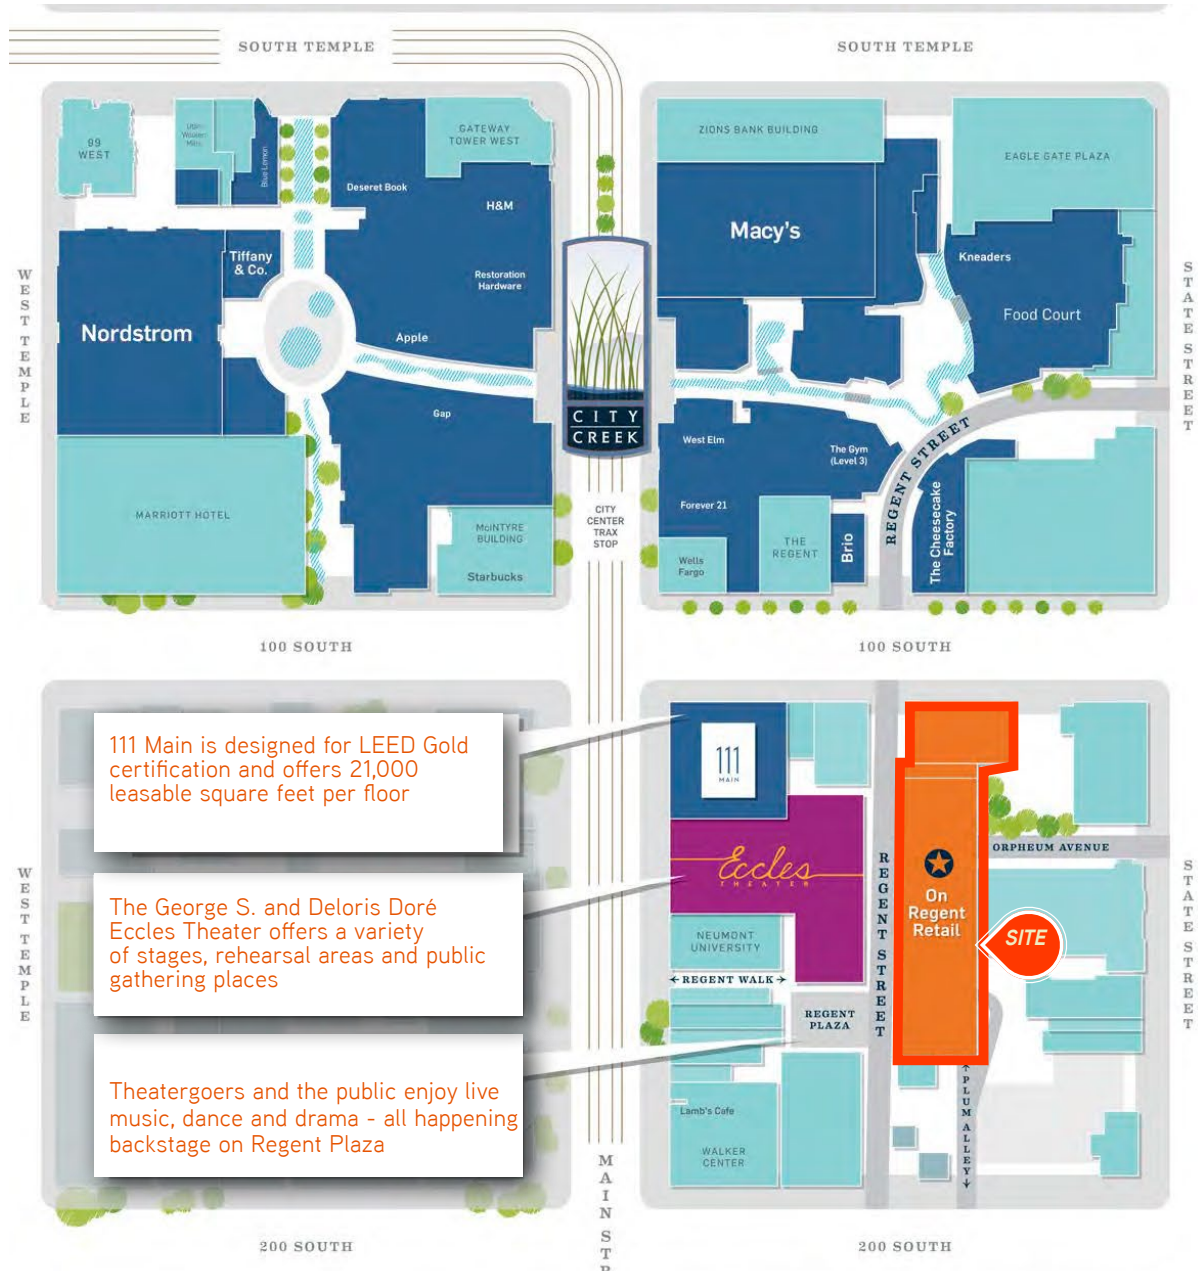 SOUTH TEMPLE
SOUTH TEMPLE
99
WEST
Blue Lemon
Deseret Book
GATEWAY
TOWER WEST
H&M
Tiffany
& Co.
Restoration
Hardware
Nordstrom
Apple
Gap
MARRIOTT HOTEL
McINTYRE
BUILDING
Starbucks
WEST TEMPLE
CITY
CREEK
CITY
CENTER
TRAX
STOP
ZIONS BANK BUILDING
EAGLE GATE PLAZA
Macy's
Kneaders
Food Court
STATE STREET
West Elm
The Gym
(Level 3)
REGENT STREET
Forever 21
Wells
Fargo
THE
REGENT
Brio
The Cheesecake
Factory
100 SOUTH
100 SOUTH
111 Main is designed for LEED Gold
certification and offers 21,000
leasable square feet per floor
The George S. and Deloris Doré
Eccles Theater offers a variety
of stages, rehearsal areas and public
gathering places
Theatergoers and the public enjoy live
music, dance and drama - all happening
backstage on Regent Plaza
WEST TEMPLE
111
MAIN
Eccles
THEATER
NEUMONT
UNIVERSITY
REGENT WALK
REGENT
PLAZA
REGENT STREET
On
Regent
Retail
SITE
ORPHEUM AVENUE
STATE STREET
PLUM ALLEY
Lamb's Cafe
WALKER
CENTER
MAIN STR
200 SOUTH
200 SOUTH